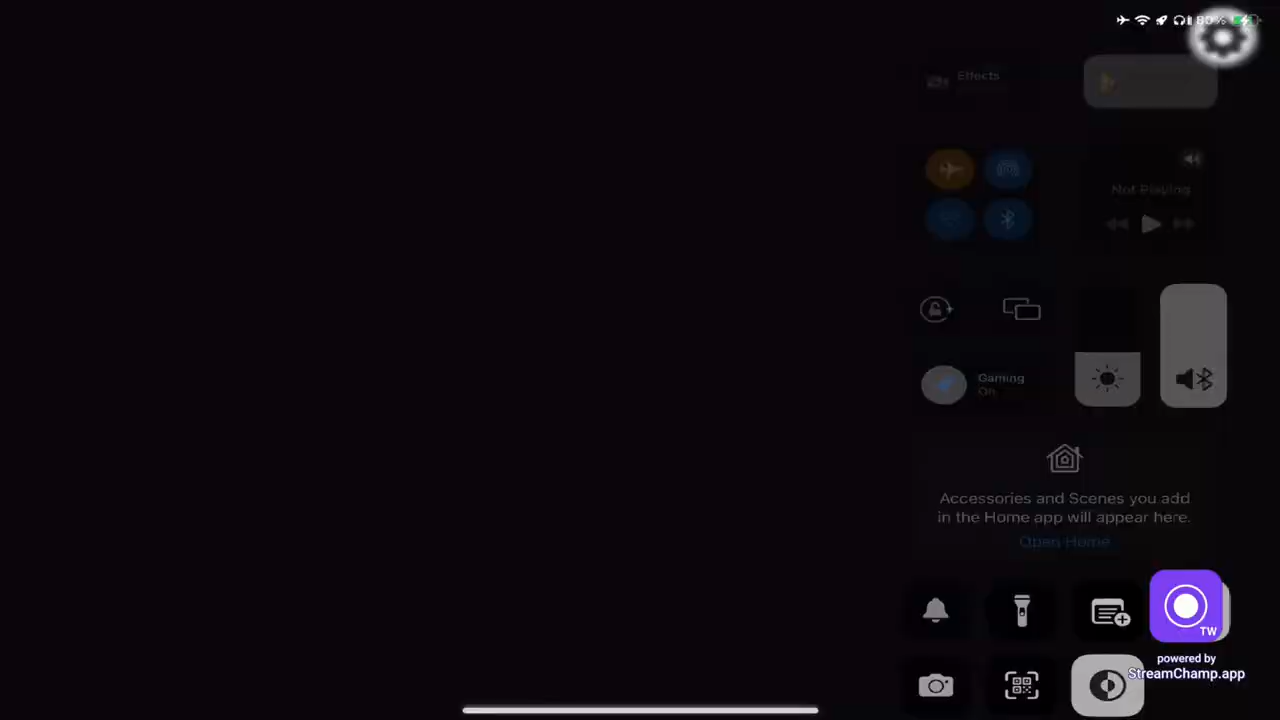 80%
Effects
Not Playing
Gaming
On
Accessories and Scenes you add
in the Home app will appear here.
Open Home
TW
powered by
StreamChamp.app